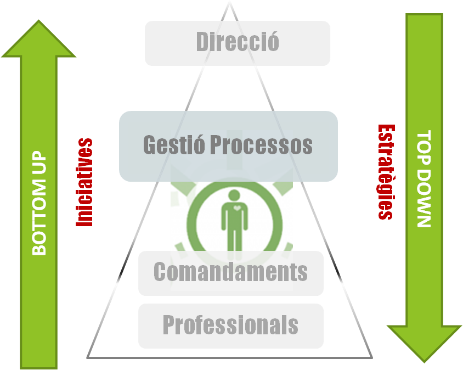 Direcció
Gestió Processos
Comandaments
Professionals
BOTTOM UP
Iniciatives
Estratègies
TOP DOWN